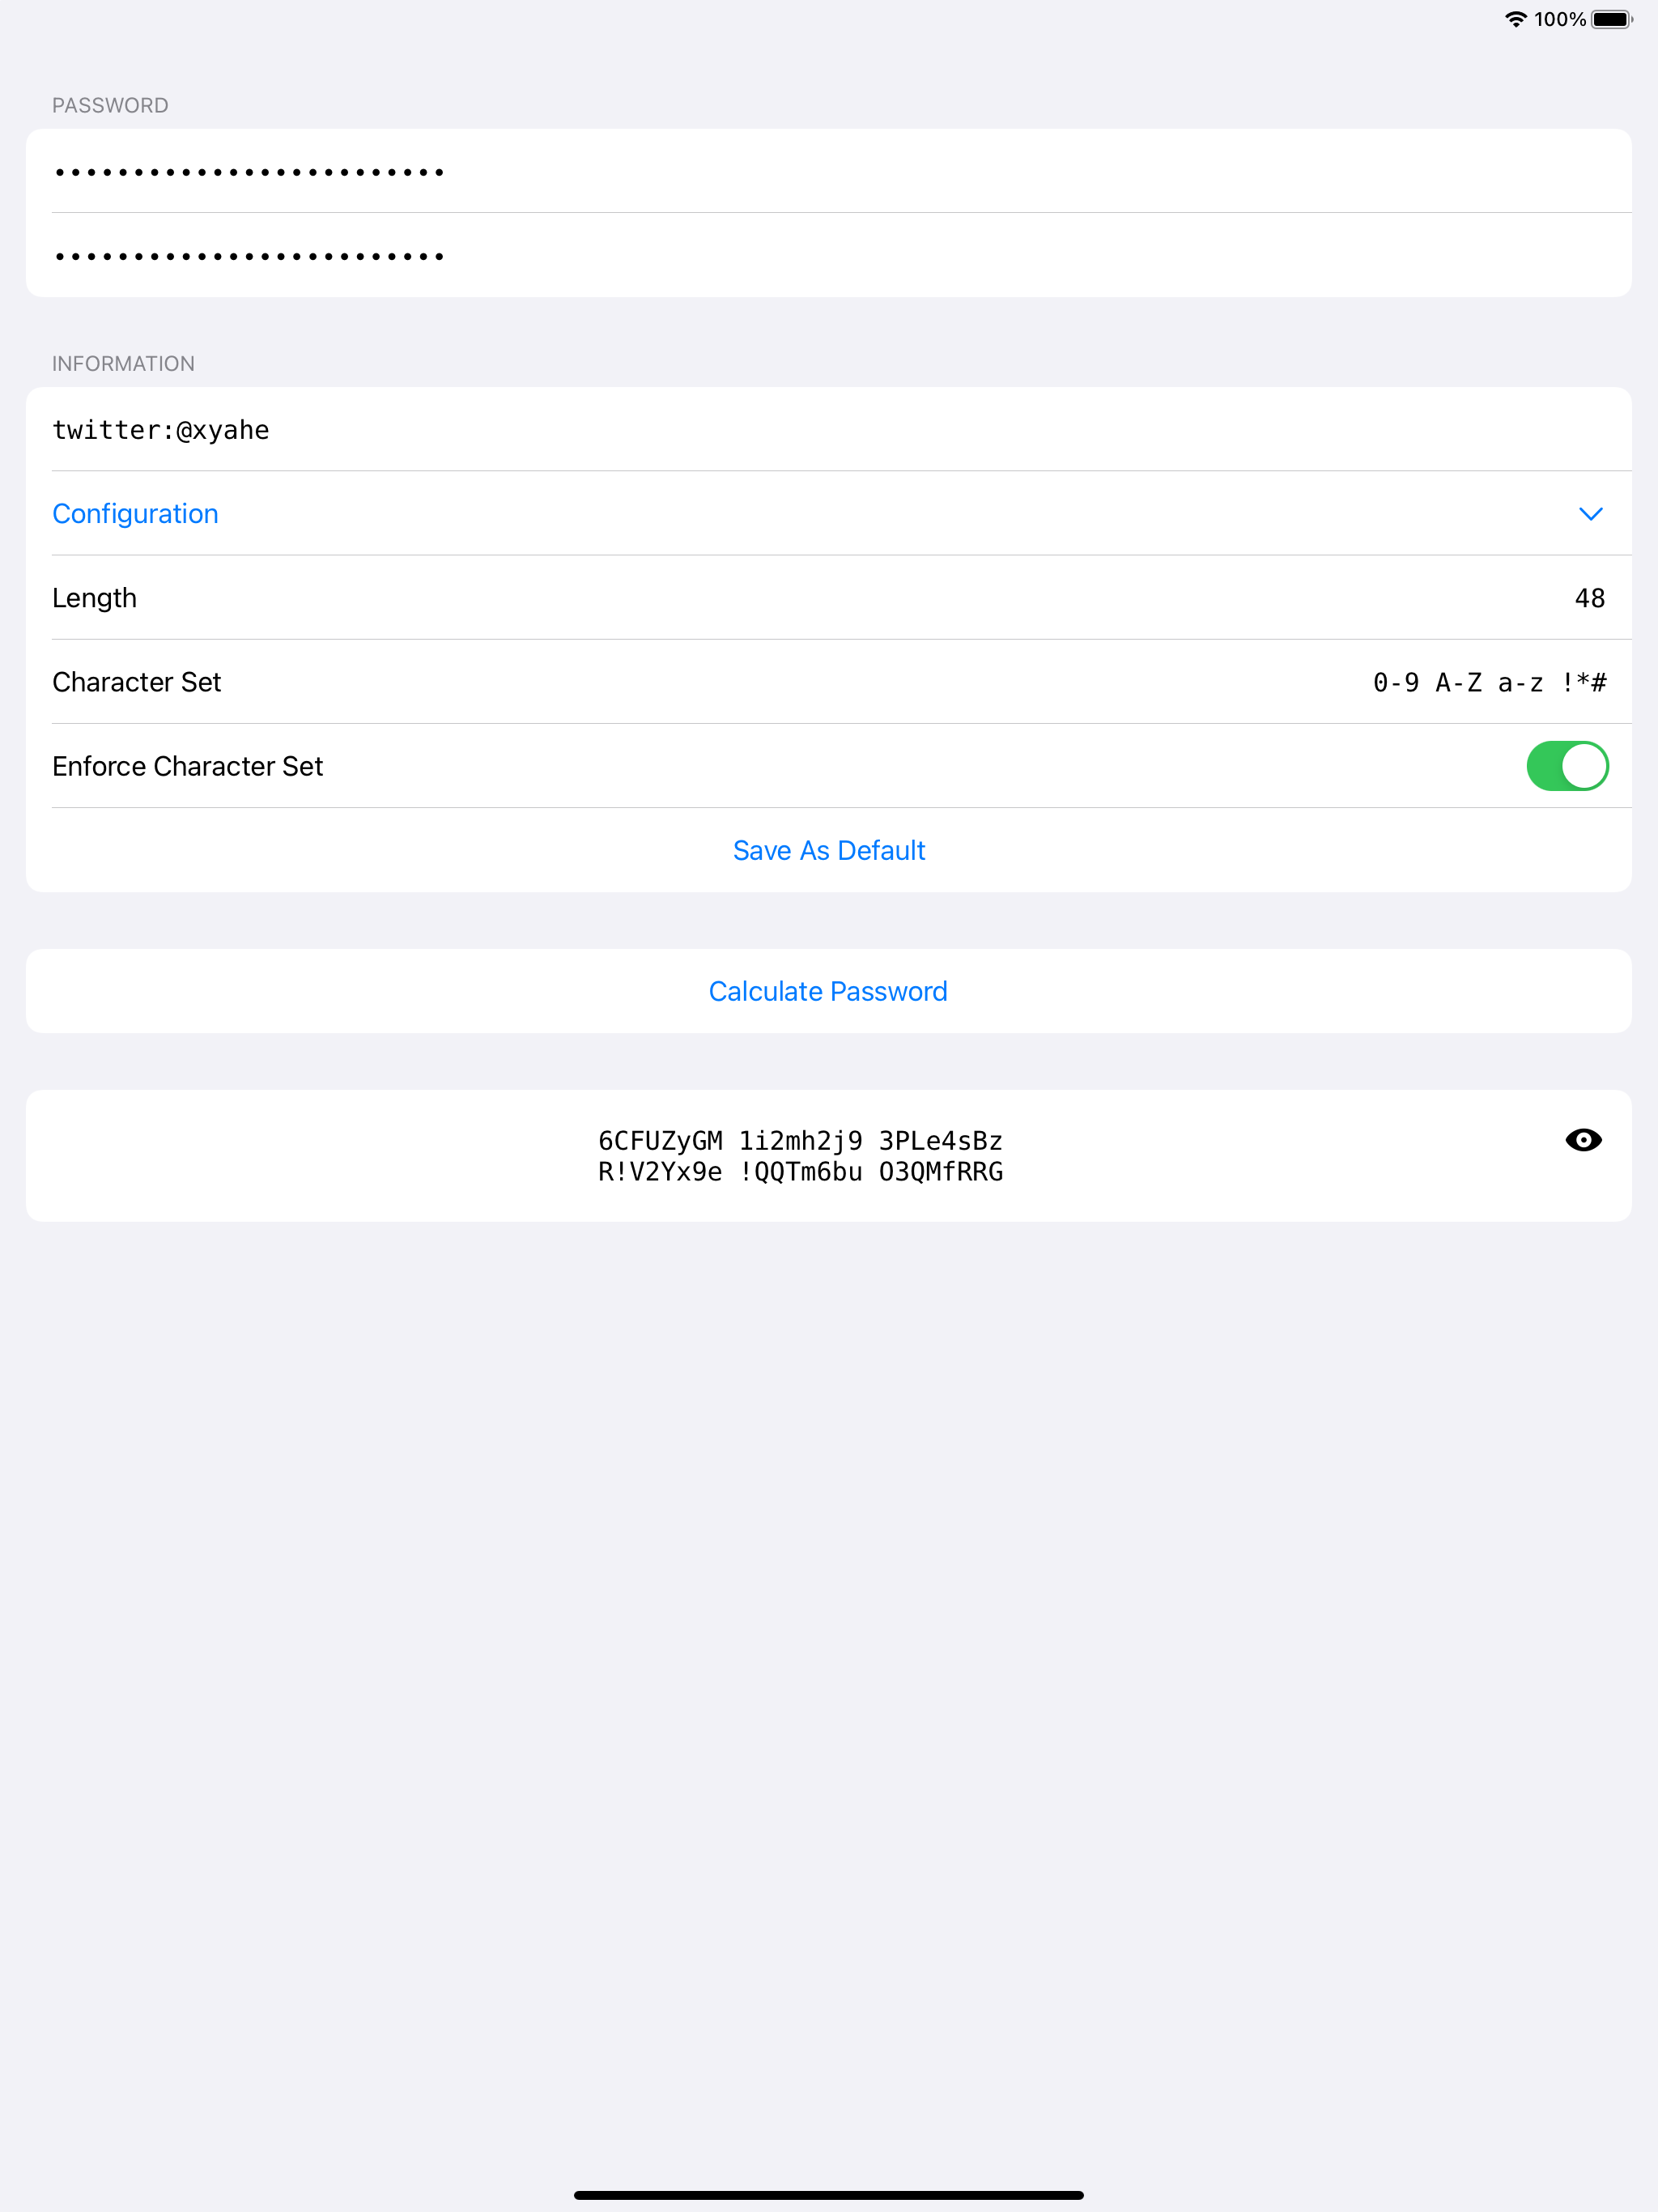 100%
PASSWORD
•••••••••••••••••••••••••
•••••••••••••••••••••••••
INFORMATION
twitter:@xyahe
Configuration
Length 48
Character Set 0-9 A-Z a-z !*#
Enforce Character Set
Save As Default
Calculate Password
6CFUZyGM 1i2mh2j9 3PLe4sBz
R!V2Yx9e !QQTm6bu O3QMfRRG